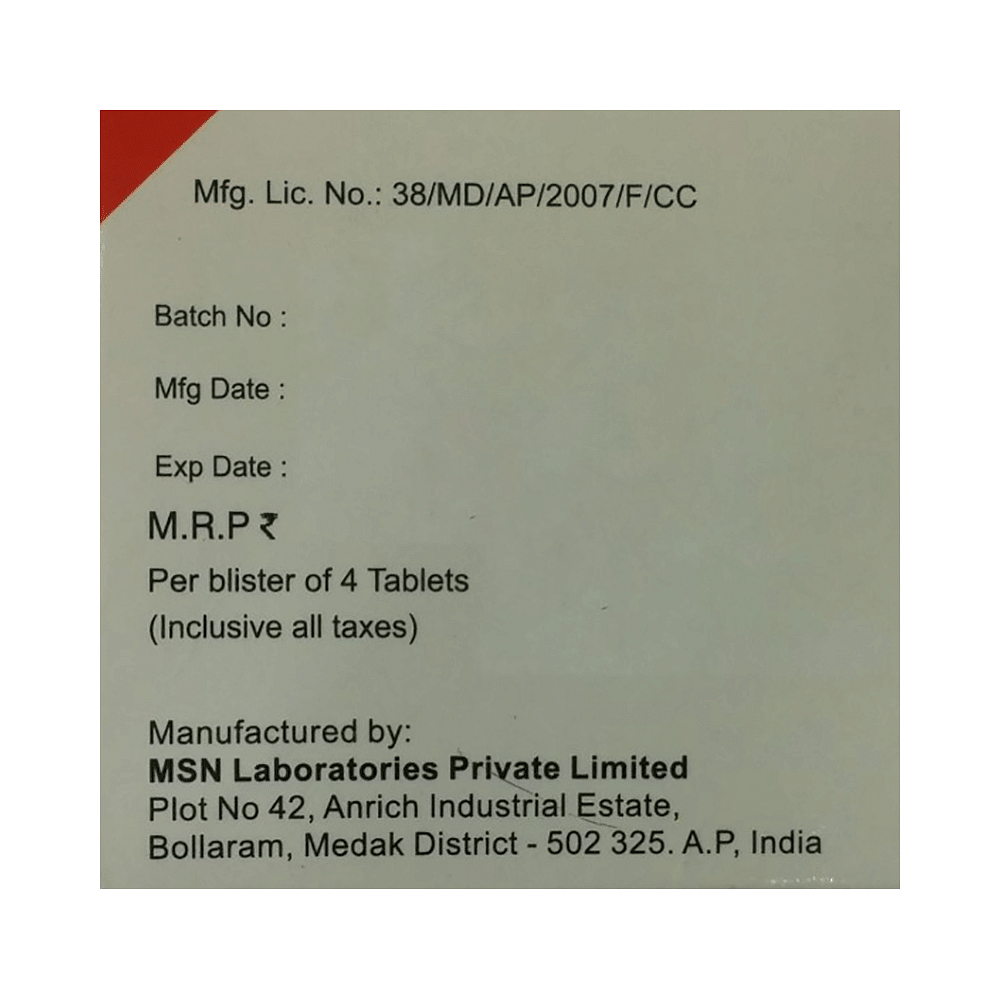 Mfg. Lic. No.: 38/MD/AP/2007/F/CC
Batch No :
Mfg Date :
Exp Date :
M.R.P ₹
Per blister of 4 Tablets
(Inclusive all taxes)
Manufactured by:
MSN Laboratories Private Limited
Plot No 42, Anrich Industrial Estate,
Bollaram, Medak District - 502 325. A.P, India